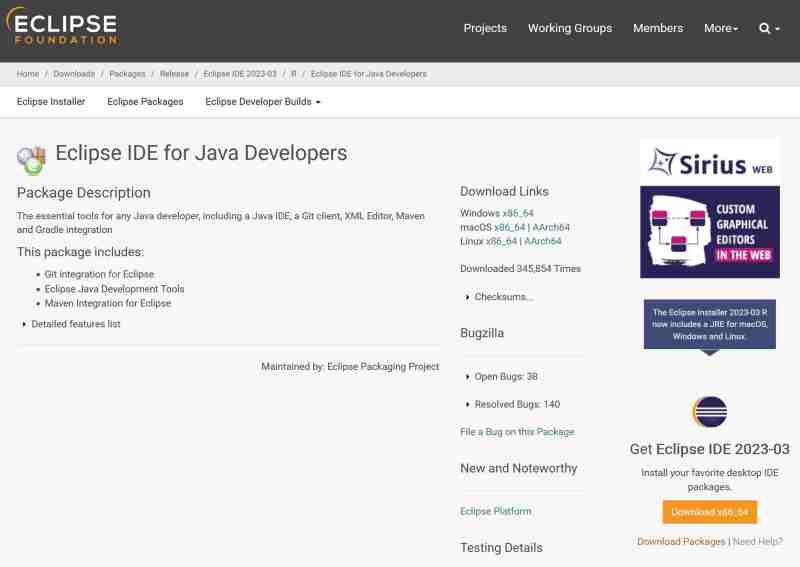 ECLIPSE
FOUNDATION
Projects
Working Groups
Members
More
Home / Downloads / Packages / Release / Eclipse IDE 2023-03 / R / Eclipse IDE for Java Developers
Eclipse Installer
Eclipse Packages
Eclipse Developer Builds
Eclipse IDE for Java Developers
Package Description
The essential tools for any Java developer, including a Java IDE, a Git client, XML Editor, Maven
and Gradle integration
This package includes:
Git integration for Eclipse
Eclipse Java Development Tools
Maven Integration for Eclipse
Detailed features list
Maintained by: Eclipse Packaging Project
Download Links
Windows x86_64
macOS x86_64 | AArch64
Linux x86_64 | AArch64
Downloaded 345,854 Times
Checksums...
Bugzilla
Open Bugs: 38
Resolved Bugs: 140
File a Bug on this Package
New and Noteworthy
Eclipse Platform
Testing Details
Sirius WEB
CUSTOM
GRAPHICAL
EDITORS
IN THE WEB
The Eclipse Installer 2023-03 R
now includes a JRE for macOS,
Windows and Linux.
Get Eclipse IDE 2023-03
Install your favorite desktop IDE
packages.
Download x86_64
Download Packages | Need Help?